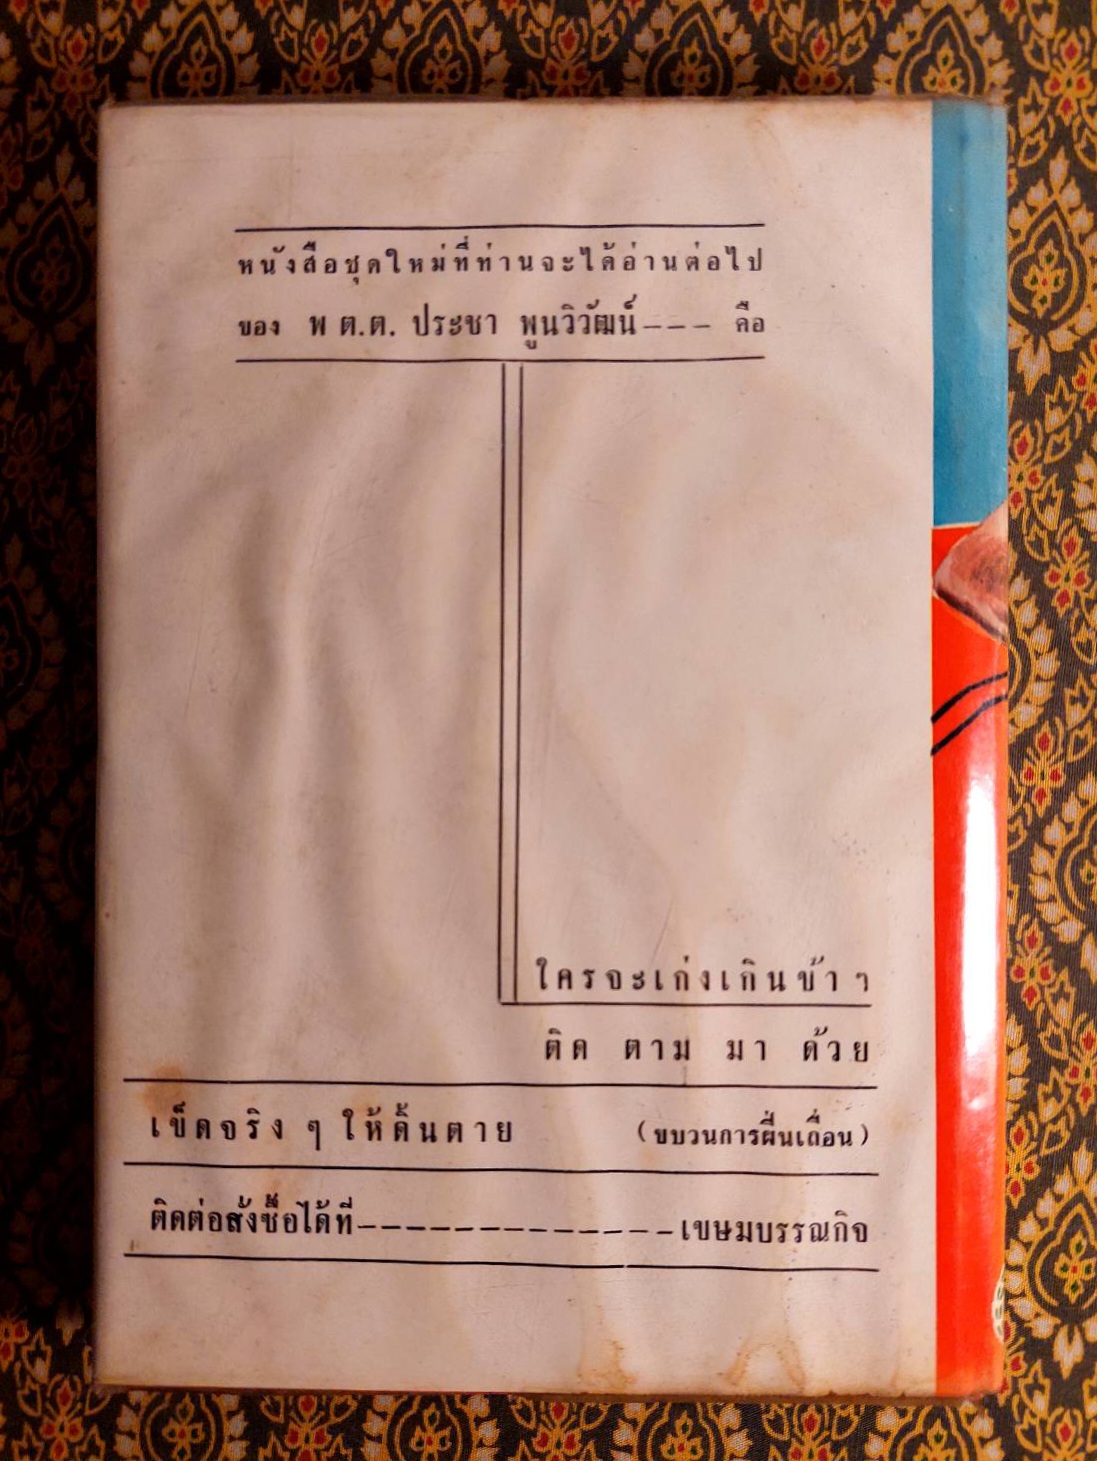 หนังสือชุดใหม่ที่ท่านจะได้อ่านต่อไป
ของ พ ต.ต. ประชา พูนวิวัฒน์--- คือ
ใครจะเก่งเกินข้า ๆ
ติด ตาม มา ด้วย
เข็ดจริง ๆ ให้ดิ้นตาย (ขบวนการฝิ่นเถื่อน)
ติดต่อสั่งซื้อได้ที่-------------เขษมบรรณกิจ